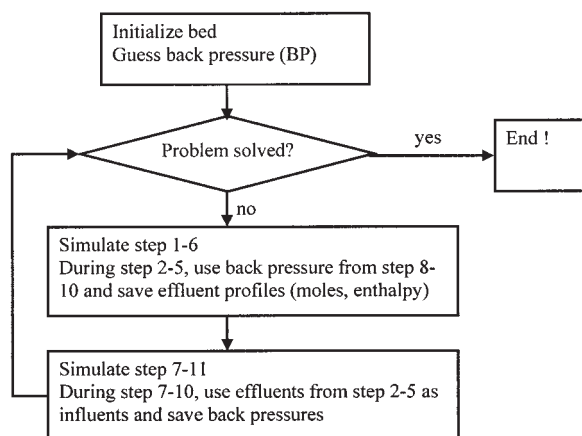 Initialize bed
Guess back pressure (BP)
Problem solved?
yes
End !
no
Simulate step 1-6
During step 2-5, use back pressure from step 8-
10 and save effluent profiles (moles, enthalpy)
Simulate step 7-11
During step 7-10, use effluents from step 2-5 as
influents and save back pressures